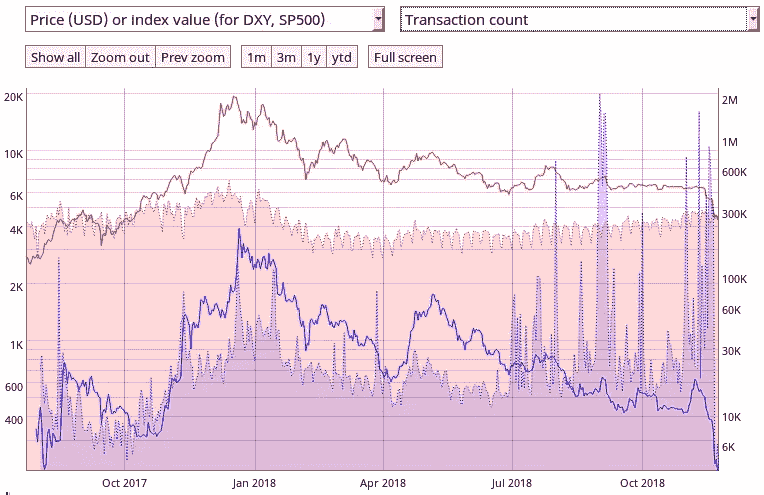 Price (USD) or index value (for DXY, SP500)
Transaction count
Show all Zoom out Prev zoom 1m 3m 1y ytd Full screen
20K
10K
6K
4K
2K
1K
600
400
2M
1M
600K
300K
100K
60K
30K
10K
6K
Oct 2017 Jan 2018 Apr 2018 Jul 2018 Oct 2018